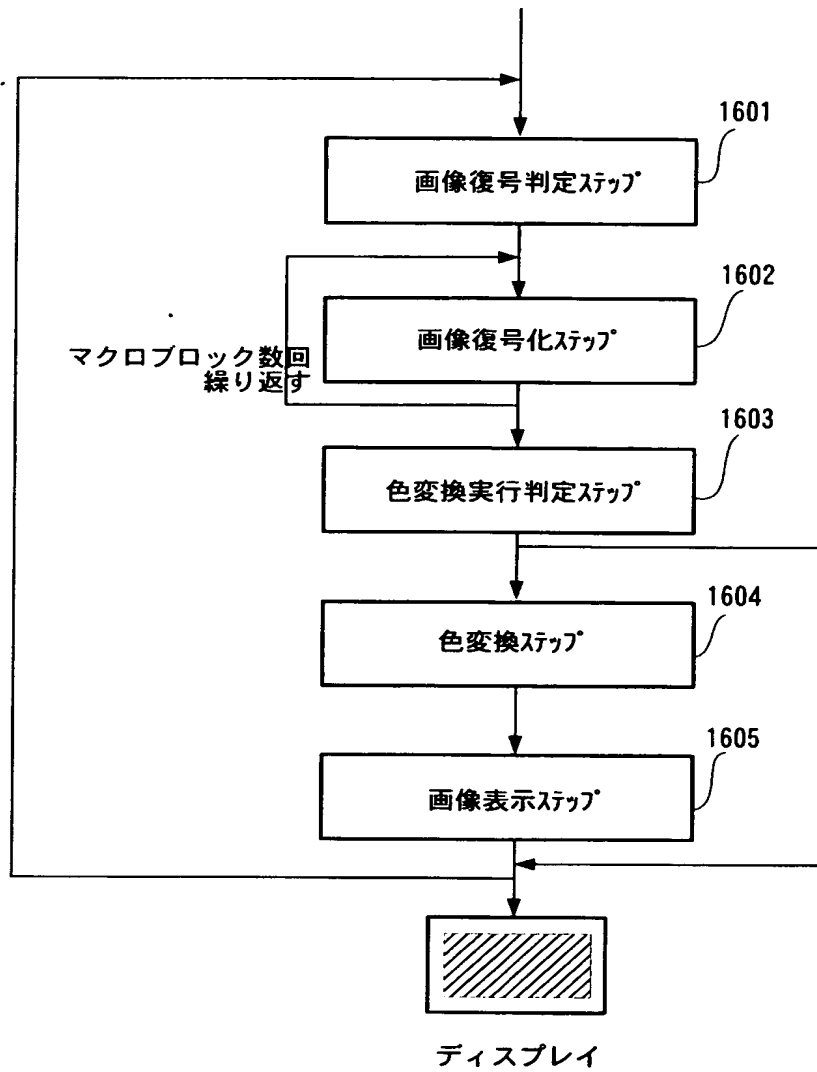 1601
画像復号判定ｽﾃｯﾌﾟ
1602
画像復号化ｽﾃｯﾌﾟ
マクロブロック数回
繰り返す
1603
色変換実行判定ｽﾃｯﾌﾟ
1604
色変換ｽﾃｯﾌﾟ
1605
画像表示ｽﾃｯﾌﾟ
ディスプレイ